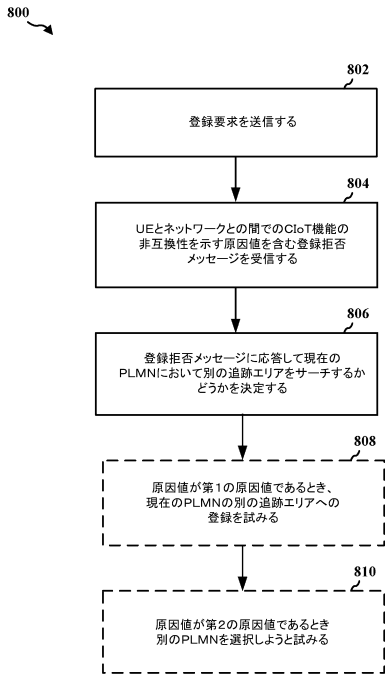 800
802
登録要求を送信する
804
UEとネットワークとの間でのCIoT機能の
非互換性を示す原因値を含む登録拒否
メッセージを受信する
806
登録拒否メッセージに応答して現在の
PLMNにおいて別の追跡エリアをサーチするか
どうかを決定する
808
原因値が第1の原因値であるとき、
現在のPLMNの別の追跡エリアへの
登録を試みる
810
原因値が第2の原因値であるとき
別のPLMNを選択しようと試みる